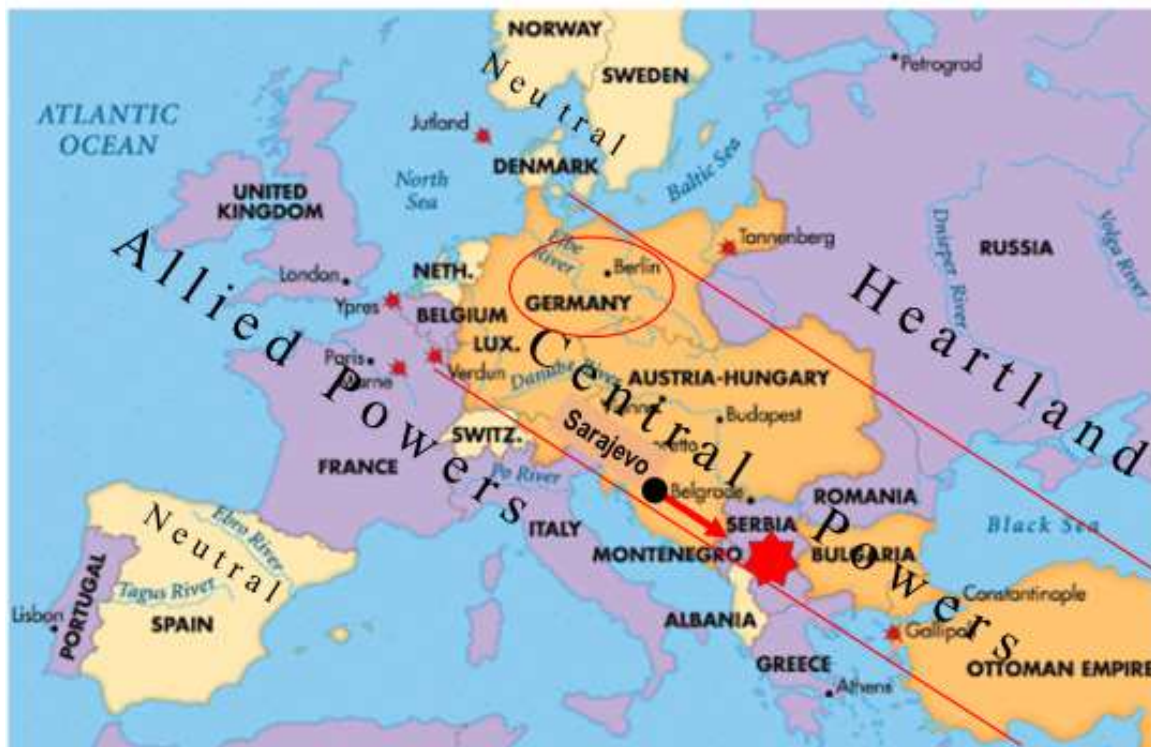 NORWAY
SWEDEN
Neutral
Petrograd
ATLANTIC
OCEAN
Jutland
DENMARK
North
Sea
Baltic Sea
UNITED
KINGDOM
Elbe
River
Tannenberg
RUSSIA
Dnieper River
Volga River
Allied Powers
London
NETH.
Berlin
GERMANY
Heartland
Ypres
BELGIUM
LUX.
Paris
Marne
Verdun
Central Powers
Danube River
AUSTRIA-HUNGARY
Budapest
Sarajevo
SWITZ.
FRANCE
Po River
Belgrade
ROMANIA
ITALY
SERBIA
Black Sea
MONTENEGRO
BULGARIA
Neutral
Ebro River
PORTUGAL
Tagus River
Lisbon
SPAIN
ALBANIA
Constantinople
Gallipoli
GREECE
OTTOMAN EMPIRE
Athens